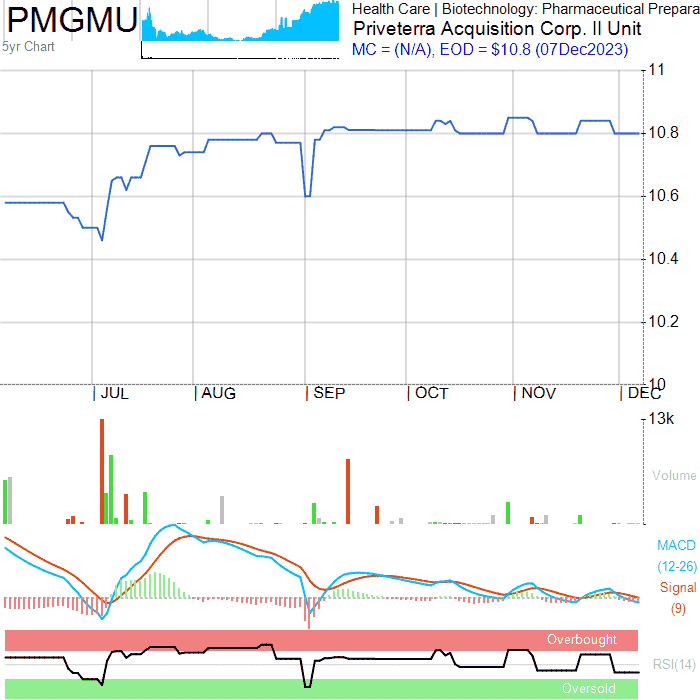 PMGMU
5yr Chart
Health Care | Biotechnology: Pharmaceutical Prepara
Priveterra Acquisition Corp. II Unit
MC = (N/A), EOD = $10.8 (07Dec2023)
11
10.8
10.6
10.4
10.2
10
JUL AUG SEP OCT NOV DEC
13k
Volume
MACD
(12-26)
Signal
(9)
Overbought
RSI(14)
Oversold